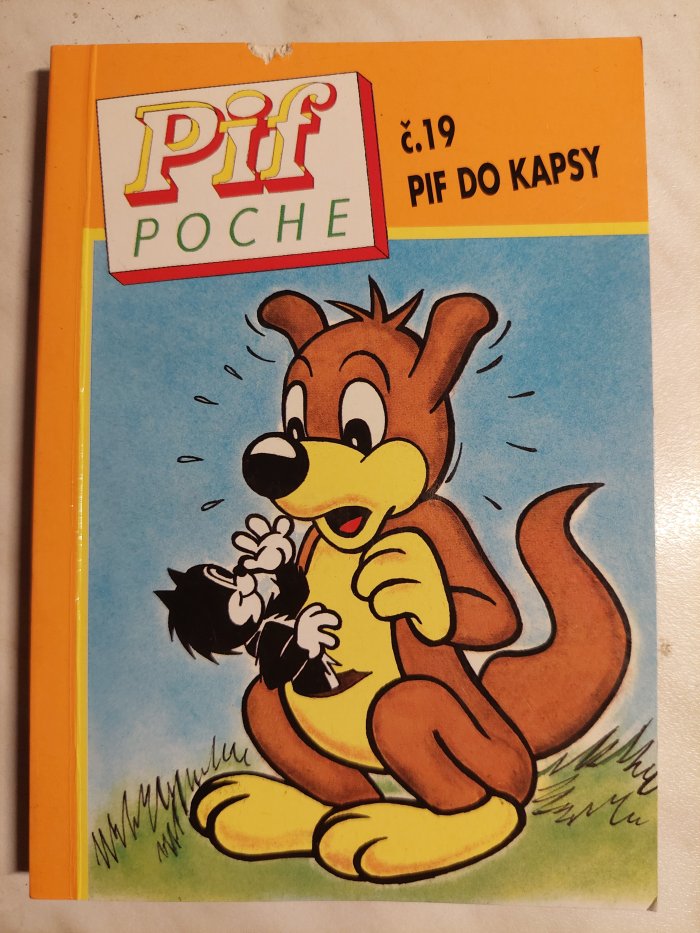 Pif
POCHE
č.19
PIF DO KAPSY